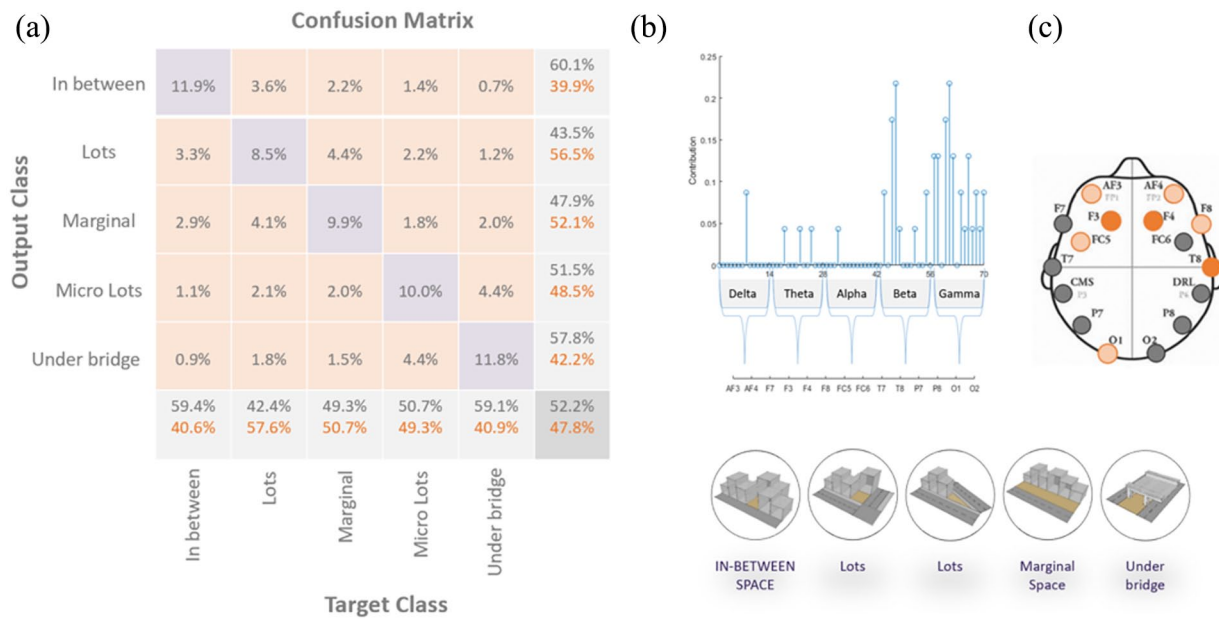 (a)
Confusion Matrix
Output Class
In between
11.9% 3.6% 2.2% 1.4% 0.7%
60.1%
39.9%
Lots
3.3% 8.5% 4.4% 2.2% 1.2%
43.5%
56.5%
Marginal
2.9% 4.1% 9.9% 1.8% 2.0%
47.9%
52.1%
Micro Lots
1.1% 2.1% 2.0% 10.0% 4.4%
51.5%
48.5%
Under bridge
0.9% 1.8% 1.5% 4.4% 11.8%
57.8%
42.2%
59.4% 42.4% 49.3% 50.7% 59.1% 52.2%
40.6% 57.6% 50.7% 49.3% 40.9% 47.8%
In between
Lots
Marginal
Micro Lots
Under bridge
Target Class
(b)
Contribution
0.25
0.2
0.15
0.1
0.05
0
14 28 42 56 70
Delta Theta Alpha Beta Gamma
AF3 AF4 F7 F3 F4 F8 FC5 FC6 T7 T8 P7 P8 O1 O2
(c)
AF3 AF4
TP1 TP2
F7 F3 F4 F8
FC5 FC6
T7 T8
CMS DRL
P3 P4
P7 P8
O1 O2
IN-BETWEEN
SPACE
Lots
Lots
Marginal
Space
Under
bridge